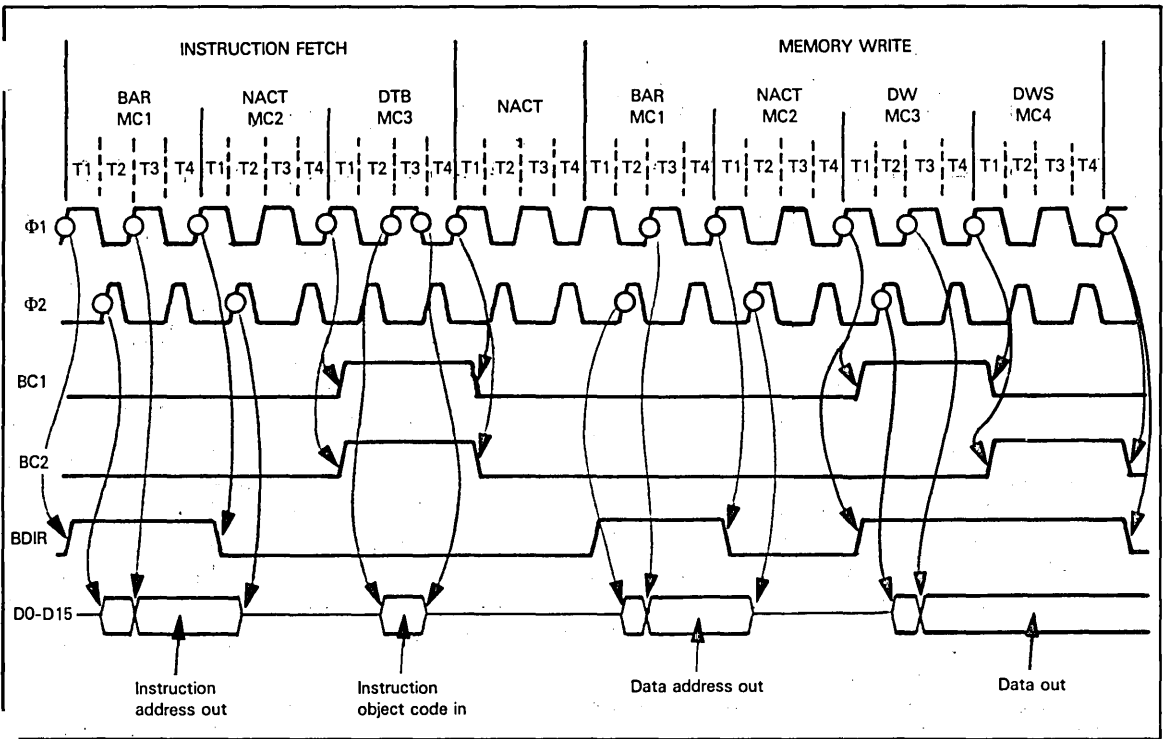 INSTRUCTION FETCH
MEMORY WRITE
BAR
MC1
NACT
MC2
DTB
MC3
NACT
BAR
MC1
NACT
MC2
DW
MC3
DWS
MC4
T1 T2 T3 T4 T1 T2 T3 T4 T1 T2 T3 T4 T1 T2 T3 T4 T1 T2 T3 T4 T1 T2 T3 T4 T1 T2 T3 T4 T1 T2 T3 T4
Φ1
Φ2
BC1
BC2
BDIR
D0-D15
Instruction
address out
Instruction
object code in
Data address out
Data out